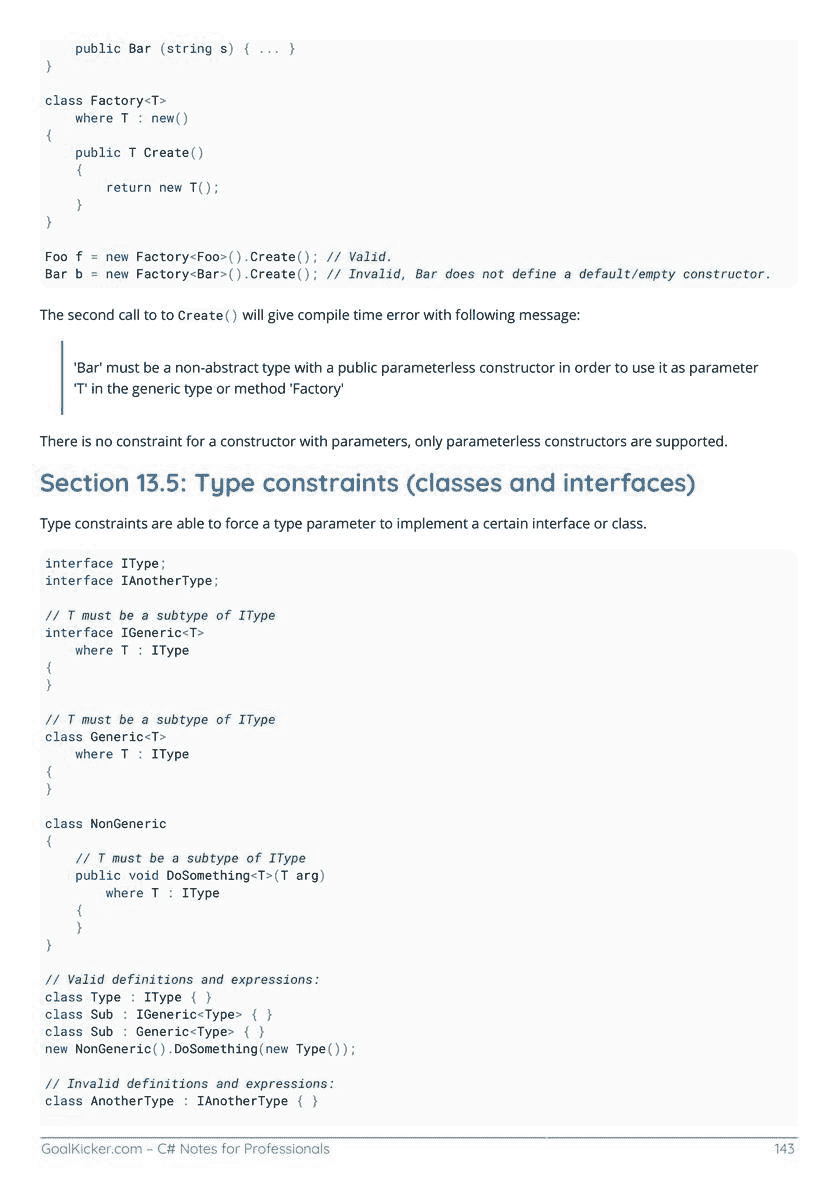 public Bar (string s) { ... }
}

class Factory<T>
    where T : new()
{
    public T Create()
    {
        return new T();
    }
}

Foo f = new Factory<Foo>().Create(); // Valid.
Bar b = new Factory<Bar>().Create(); // Invalid, Bar does not define a default/empty constructor.

The second call to to Create() will give compile time error with following message:

'Bar' must be a non-abstract type with a public parameterless constructor in order to use it as parameter
'T' in the generic type or method 'Factory'

There is no constraint for a constructor with parameters, only parameterless constructors are supported.

Section 13.5: Type constraints (classes and interfaces)

Type constraints are able to force a type parameter to implement a certain interface or class.

interface IType;
interface IAnotherType;

// T must be a subtype of IType
interface IGeneric<T>
    where T : IType
{
}

// T must be a subtype of IType
class Generic<T>
    where T : IType
{
}

class NonGeneric
{
    // T must be a subtype of IType
    public void DoSomething<T>(T arg)
        where T : IType
    {
    }
}

// Valid definitions and expressions:
class Type : IType { }
class Sub : IGeneric<Type> { }
class Sub : Generic<Type> { }
new NonGeneric().DoSomething(new Type());

// Invalid definitions and expressions:
class AnotherType : IAnotherType { }

GoalKicker.com – C# Notes for Professionals
143